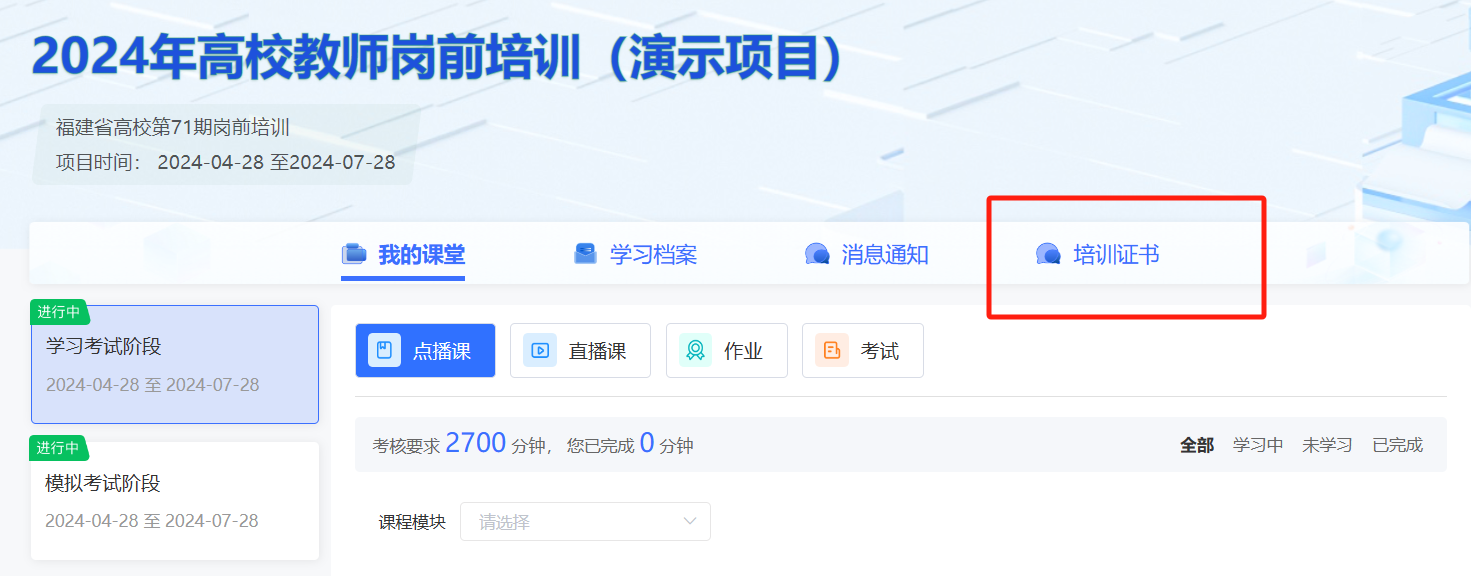 2024年高校教师岗前培训（演示项目）
福建省高校第71期岗前培训
项目时间： 2024-04-28 至2024-07-28
我的课堂 学习档案 消息通知 培训证书
进行中
学习考试阶段
2024-04-28 至 2024-07-28
进行中
模拟考试阶段
2024-04-28 至 2024-07-28
点播课 直播课 作业 考试
考核要求 2700 分钟， 您已完成 0 分钟 全部 学习中 未学习 已完成
课程模块 请选择